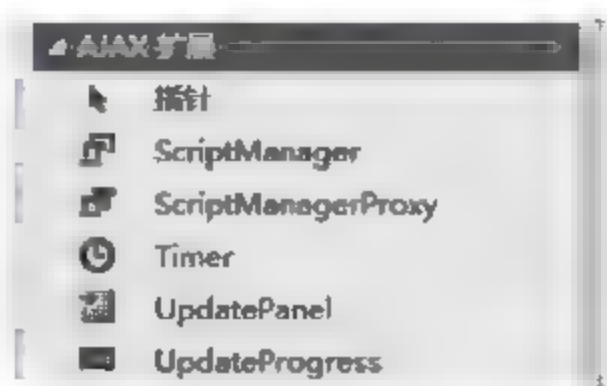 AJAX 扩展
指针
ScriptManager
ScriptManagerProxy
Timer
UpdatePanel
UpdateProgress